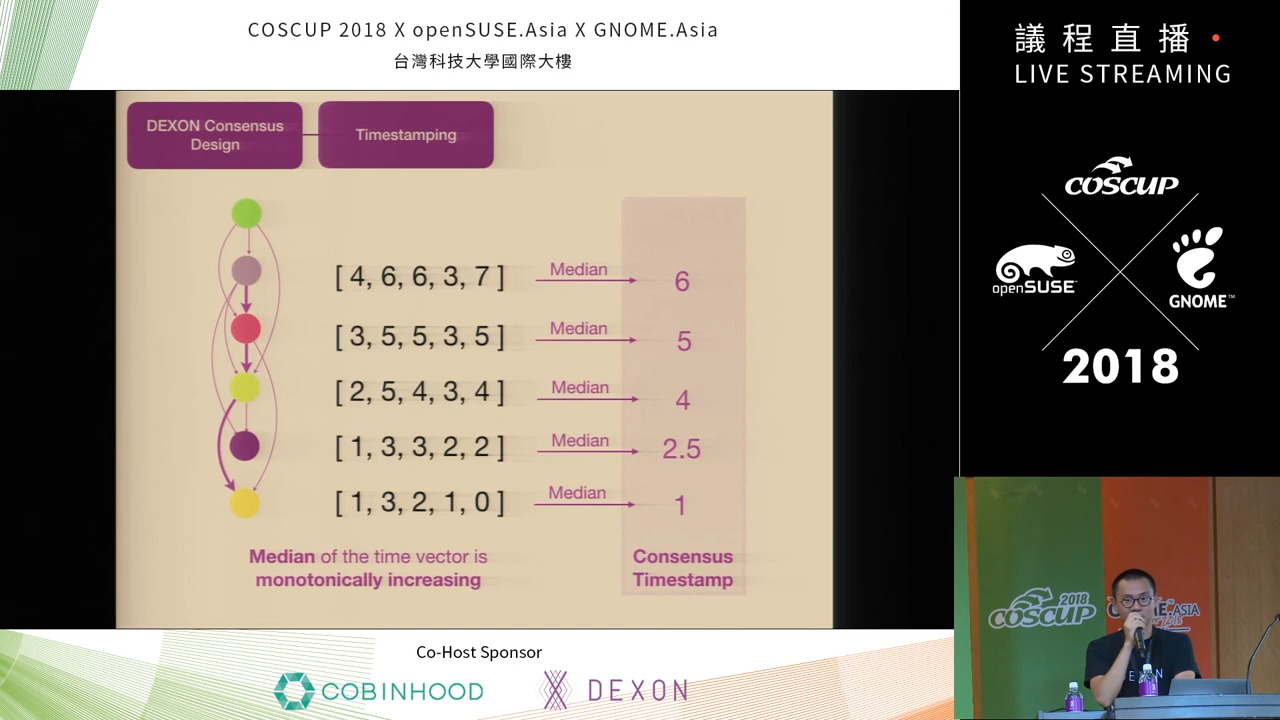 COSCUP 2018 X openSUSE.Asia X GNOME.Asia
台灣科技大學國際大樓
議程直播
LIVE STREAMING
DEXON Consensus
Design
Timestamping
[ 4, 6, 6, 3, 7 ]
Median
6
[ 3, 5, 5, 3, 5 ]
Median
5
[ 2, 5, 4, 3, 4 ]
Median
4
[ 1, 3, 3, 2, 2 ]
Median
2.5
[ 1, 3, 2, 1, 0 ]
Median
1
Median of the time vector is
monotonically increasing
Consensus
Timestamp
COSCUP
openSUSE
GNOME™
2018
2018
COSCUP
ASIA
Co-Host Sponsor
COBINHOOD
DEXON